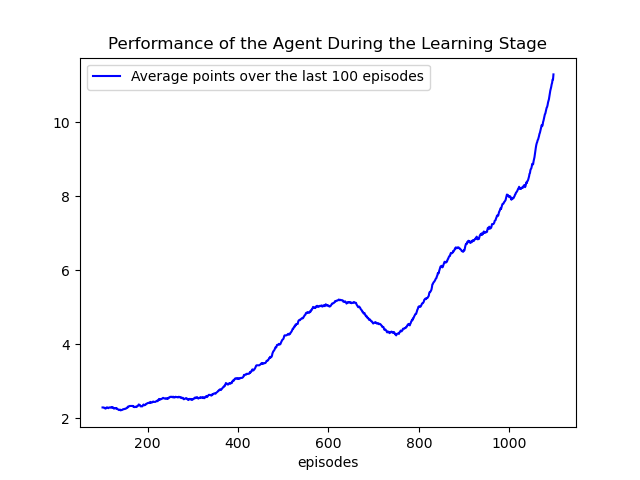 Performance of the Agent During the Learning Stage
Average points over the last 100 episodes
10
8
6
4
2
200 400 600 800 1000
episodes